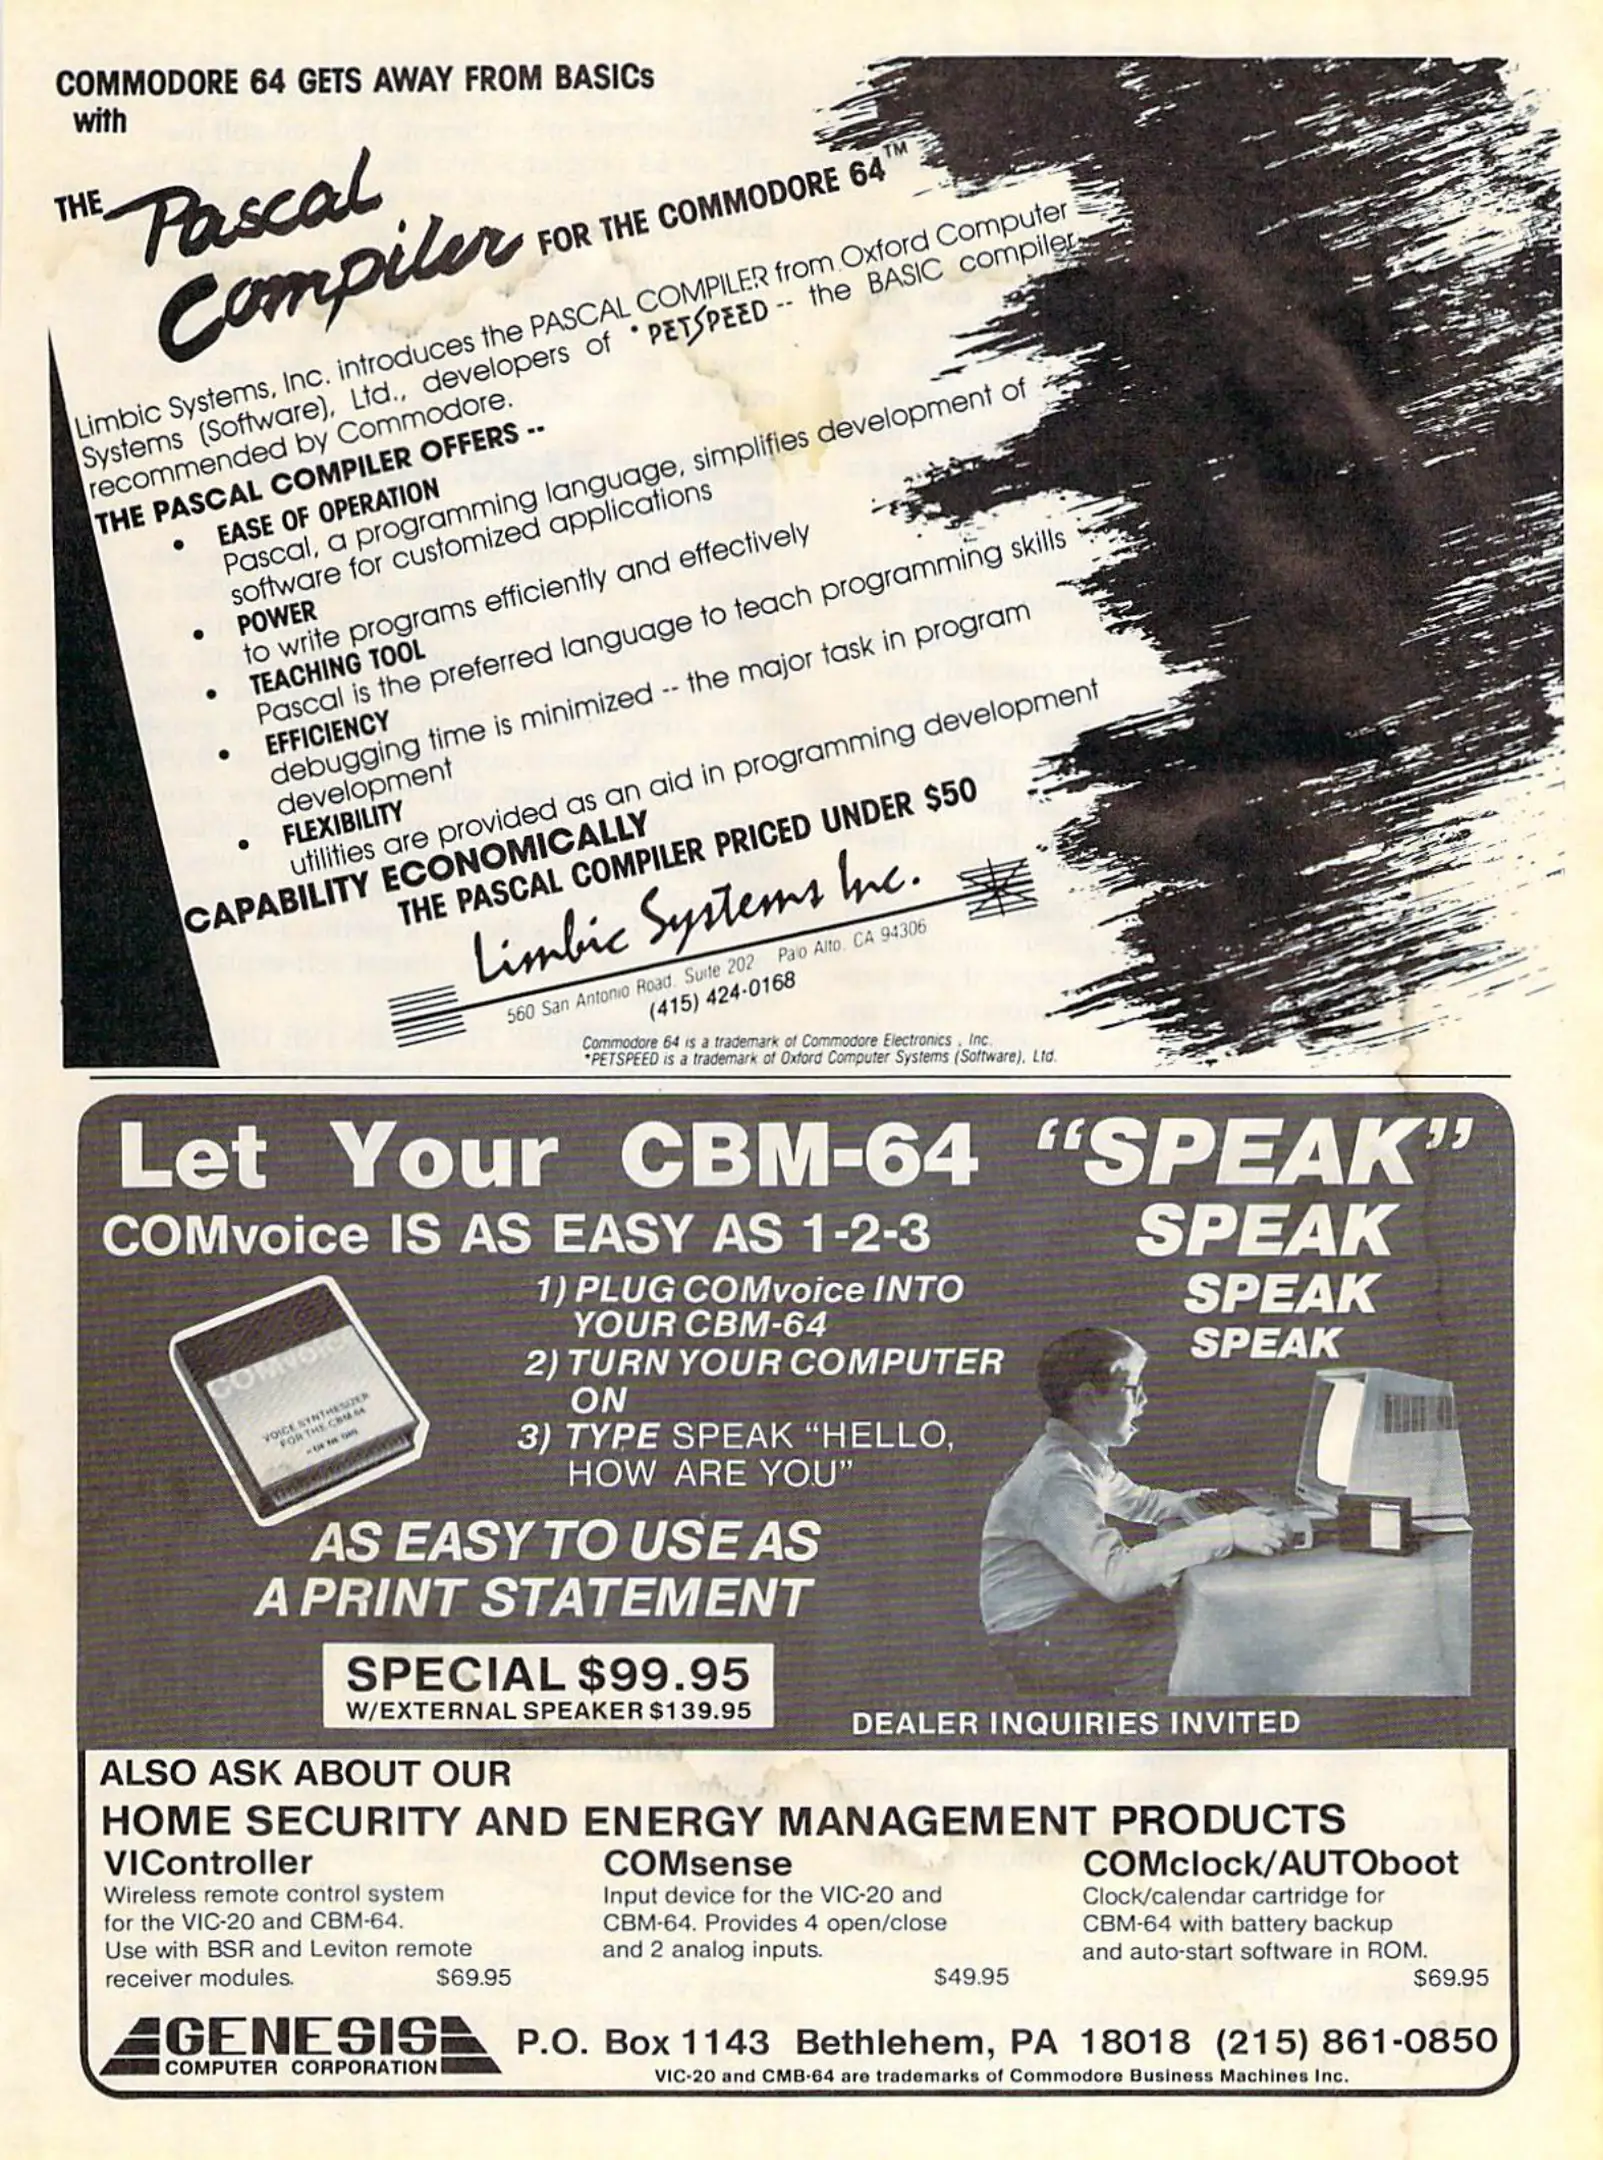 COMMODORE 64 GETS AWAY FROM BASICs
with
THE Pascal
Compiler FOR THE COMMODORE 64™
Limbic Systems, Inc. introduces the PASCAL COMPILER from Oxford Computer
Systems (Software), Ltd., developers of *PETSPEED -- the BASIC compiler
recommended by Commodore.
THE PASCAL COMPILER OFFERS --
• EASE OF OPERATION
Pascal, a programming language, simplifies development of
software for customized applications
• POWER
to write programs efficiently and effectively
• TEACHING TOOL
Pascal is the preferred language to teach programming skills
• EFFICIENCY
debugging time is minimized -- the major task in program
development
• FLEXIBILITY
utilities are provided as an aid in programming development
CAPABILITY ECONOMICALLY
THE PASCAL COMPILER PRICED UNDER $50
Limbic Systems Inc.
560 San Antonio Road. Suite 202 Palo Alto. CA 94306
(415) 424-0168
Commodore 64 is a trademark of Commodore Electronics , Inc.
*PETSPEED is a trademark of Oxford Computer Systems (Software), Ltd.
Let Your CBM-64 “SPEAK”
SPEAK
SPEAK
SPEAK
COMvoice IS AS EASY AS 1-2-3
1) PLUG COMvoice INTO
YOUR CBM-64
2) TURN YOUR COMPUTER
ON
3) TYPE SPEAK “HELLO,
HOW ARE YOU”
COMVOICE
VOICE SYNTHESIZER
FOR THE CBM-64
AS EASY TO USE AS
A PRINT STATEMENT
SPECIAL $99.95
W/EXTERNAL SPEAKER $139.95
DEALER INQUIRIES INVITED
ALSO ASK ABOUT OUR
HOME SECURITY AND ENERGY MANAGEMENT PRODUCTS
VIController
Wireless remote control system
for the VIC-20 and CBM-64.
Use with BSR and Leviton remote
receiver modules. $69.95
COMsense
Input device for the VIC-20 and
CBM-64. Provides 4 open/close
and 2 analog inputs.
$49.95
COMclock/AUTOboot
Clock/calendar cartridge for
CBM-64 with battery backup
and auto-start software in ROM.
$69.95
GENESIS
COMPUTER CORPORATION
P.O. Box 1143 Bethlehem, PA 18018 (215) 861-0850
VIC-20 and CMB-64 are trademarks of Commodore Business Machines Inc.